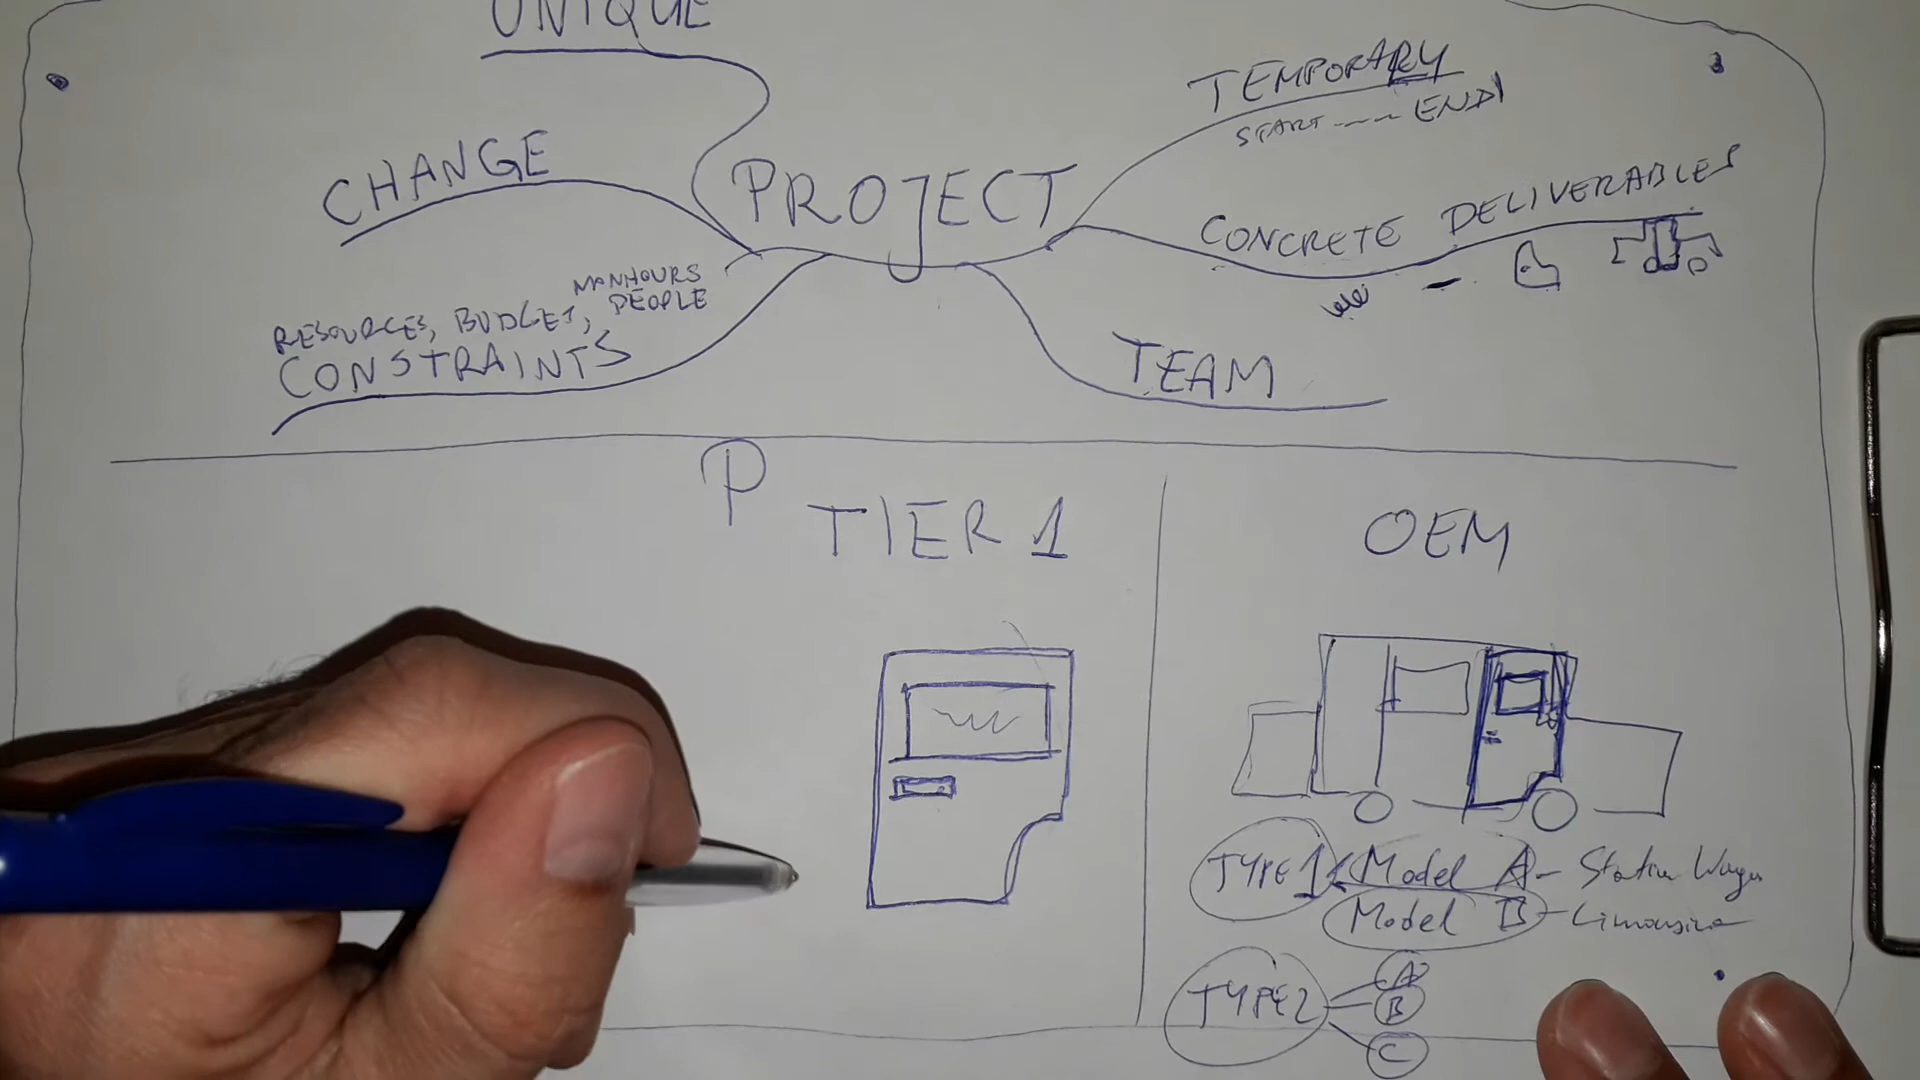 UNIQUE
TEMPORARY
START ---- END
CHANGE
PROJECT
CONCRETE DELIVERABLES
MANHOURS
RESOURCES, BUDGET, PEOPLE
CONSTRAINTS
TEAM
P
TIER 1
OEM
TYPE 1 Model A - Station Wagon
Model B - Limousine
TYPE 2
A
B
C